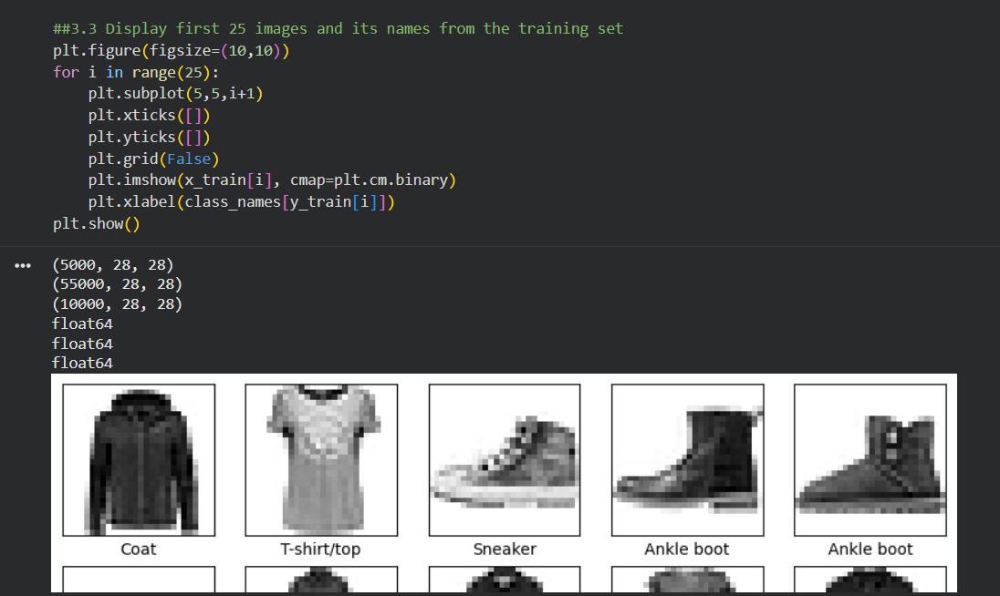 ##3.3 Display first 25 images and its names from the training set
plt.figure(figsize=(10,10))
for i in range(25):
    plt.subplot(5,5,i+1)
    plt.xticks([])
    plt.yticks([])
    plt.grid(False)
    plt.imshow(x_train[i], cmap=plt.cm.binary)
    plt.xlabel(class_names[y_train[i]])
plt.show()
(5000, 28, 28)
(55000, 28, 28)
(10000, 28, 28)
float64
float64
float64
Coat
T-shirt/top
Sneaker
Ankle boot
Ankle boot